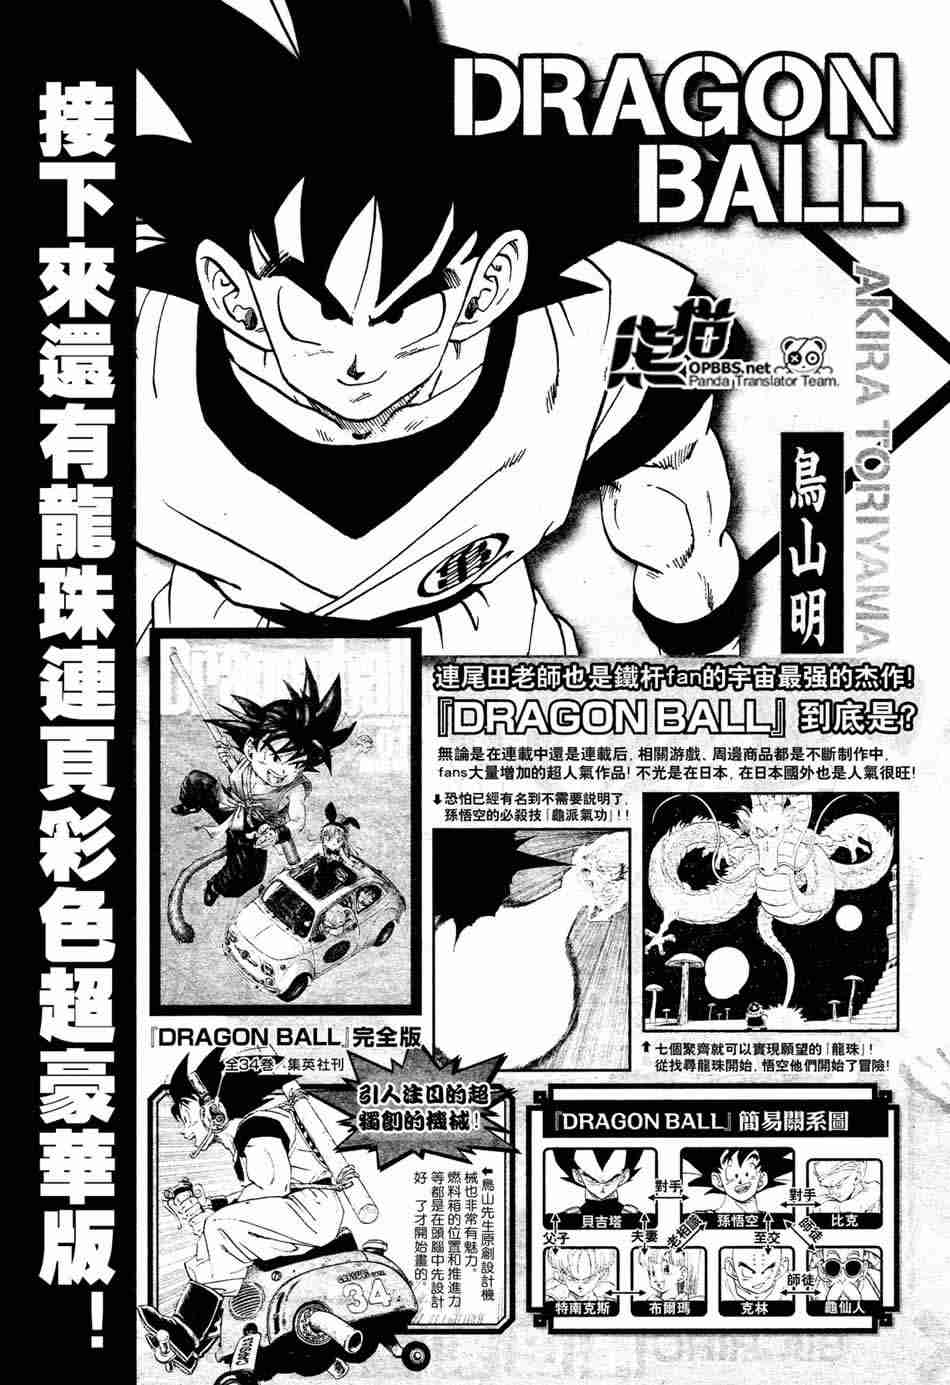 接下來還有龍珠連頁彩色超豪華版！
DRAGON
BALL
AKIRA TORIYAMA
鳥山明
熊猫
OPBBS.net
Panda Translator Team.
亀
連尾田老師也是鐵杆fan的宇宙最强的杰作！
『DRAGON BALL』到底是？
無論是在連載中還是連載后，相關游戲、周邊商品都是不斷制作中，
fans大量增加的超人氣作品！不光是在日本，在日本國外也是人氣很旺！
↓恐怕已經有名到不需要說明了，
孫悟空的必殺技「龜派氣功」！！
↑七個聚齊就可以實現願望的「龍珠」！
從找尋龍珠開始，悟空他們開始了冒險！
『DRAGON BALL』完全版
全34卷／集英社刊
引人注目的超
獨創的機械！
←鳥山先生原創設計機
械也非常有魅力。
燃料箱的位置和推進力
等都是在頭腦中先設計
好了才開始畫的。
34
『DRAGON BALL』簡易關系圖
對手
對手
貝吉塔
孫悟空
比克
父子
夫妻
老相識
至交
師徒
師徒
特南克斯
布爾瑪
克林
龜仙人